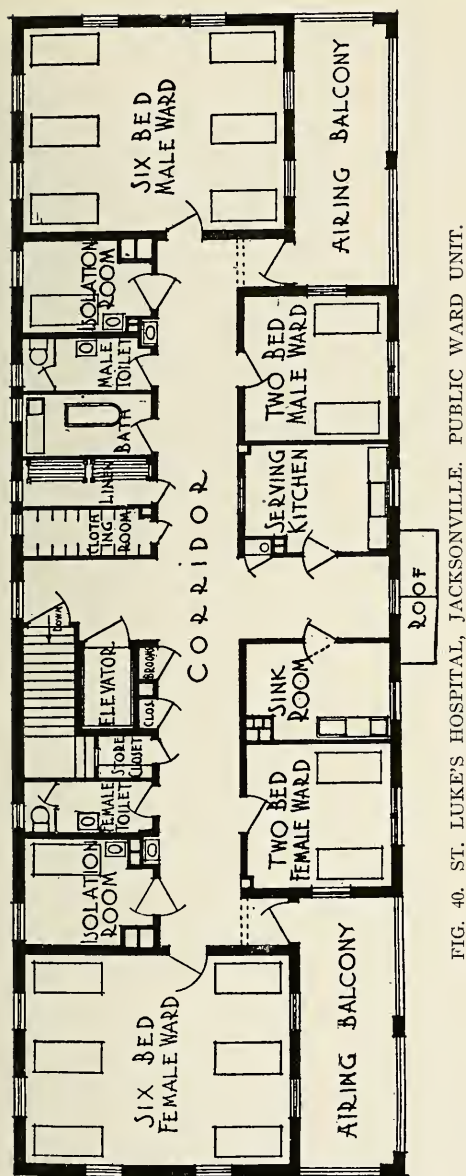 SIX BED
MALE WARD
AIRING BALCONY
ISOLATION
ROOM
MALE
TOILET
BATH
LINEN
CLOTH
ING
ROOM
TWO BED
MALE WARD
SERVING
KITCHEN
CORRIDOR
DOWN
ELEVATOR
BROOM
CLOS.
STORE
CLOSET
FEMALE
TOILET
ISOLATION
ROOM
ROOF
SINK
ROOM
TWO BED
FEMALE WARD
SIX BED
FEMALE WARD
AIRING BALCONY
FIG. 40. ST. LUKE'S HOSPITAL, JACKSONVILLE. PUBLIC WARD UNIT.